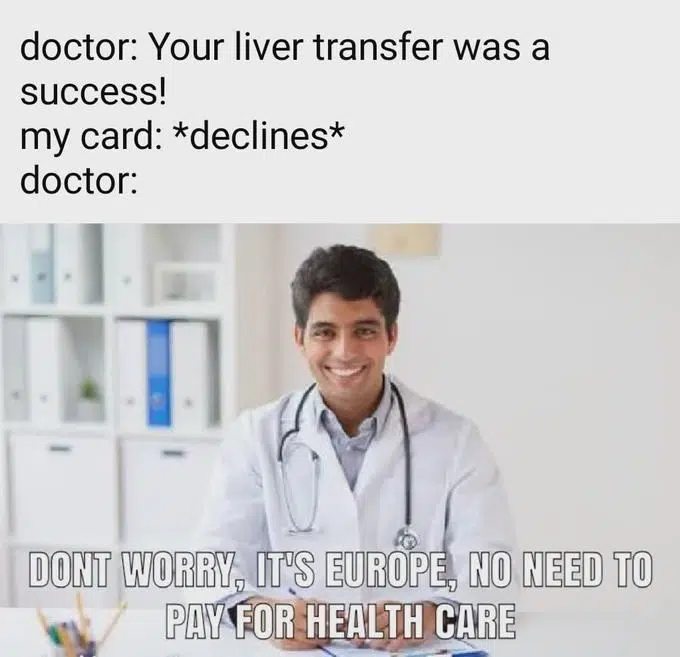 doctor: Your liver transfer was a
success!
my card: *declines*
doctor:
DONT WORRY, IT'S EUROPE, NO NEED TO
PAY FOR HEALTH CARE